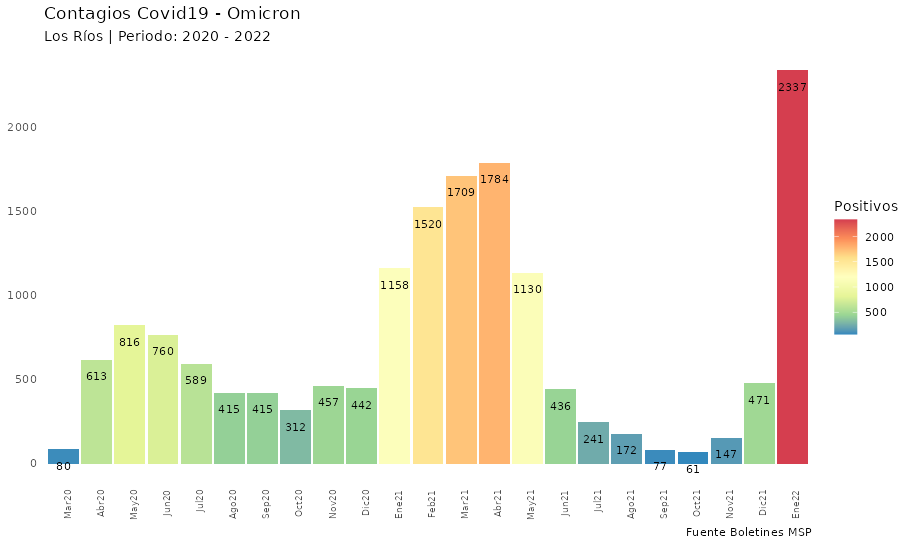 Contagios Covid19 - Omicron
Los Ríos | Periodo: 2020 - 2022
2000
1500
1000
500
0
80
613
816
760
589
415
415
312
457
442
1158
1520
1709
1784
1130
436
241
172
77
61
147
471
2337
Mar20
Abr20
May20
Jun20
Jul20
Ago20
Sep20
Oct20
Nov20
Dic20
Ene21
Feb21
Mar21
Abr21
May21
Jun21
Jul21
Ago21
Sep21
Oct21
Nov21
Dic21
Ene22
Positivos
2000
1500
1000
500
Fuente Boletines MSP